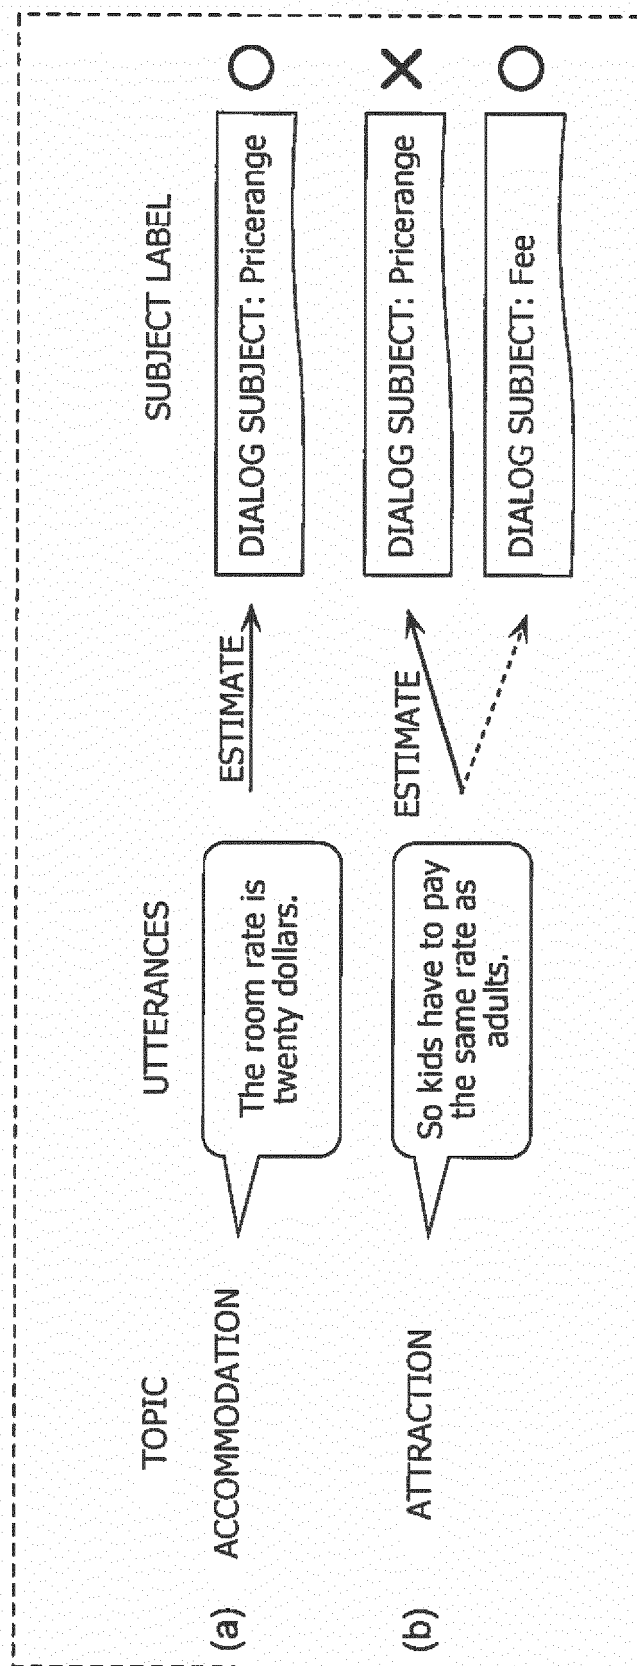 TOPIC
UTTERANCES
SUBJECT LABEL
(a)
ACCOMMODATION
The room rate is
twenty dollars.
ESTIMATE
DIALOG SUBJECT: Pricerange
(b)
ATTRACTION
So kids have to pay
the same rate as
adults.
ESTIMATE
DIALOG SUBJECT: Pricerange
DIALOG SUBJECT: Fee